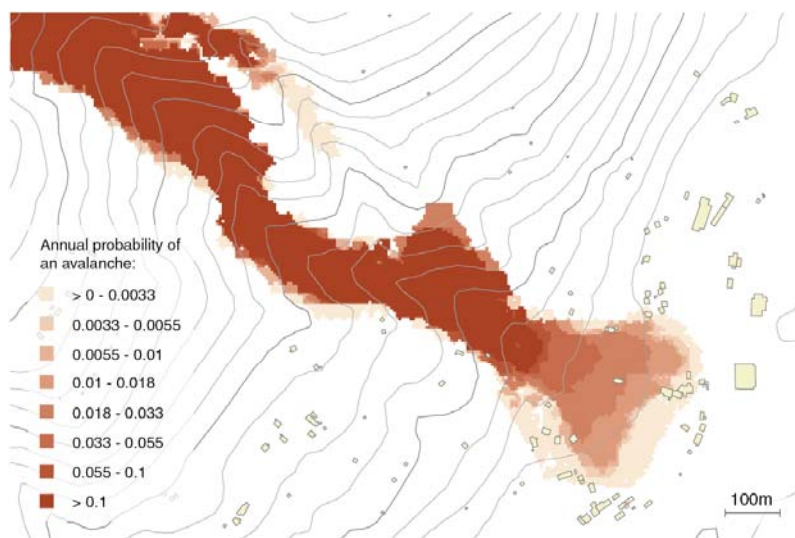 Annual probability of
an avalanche:
> 0 - 0.0033
0.0033 - 0.0055
0.0055 - 0.01
0.01 - 0.018
0.018 - 0.033
0.033 - 0.055
0.055 - 0.1
> 0.1
100m